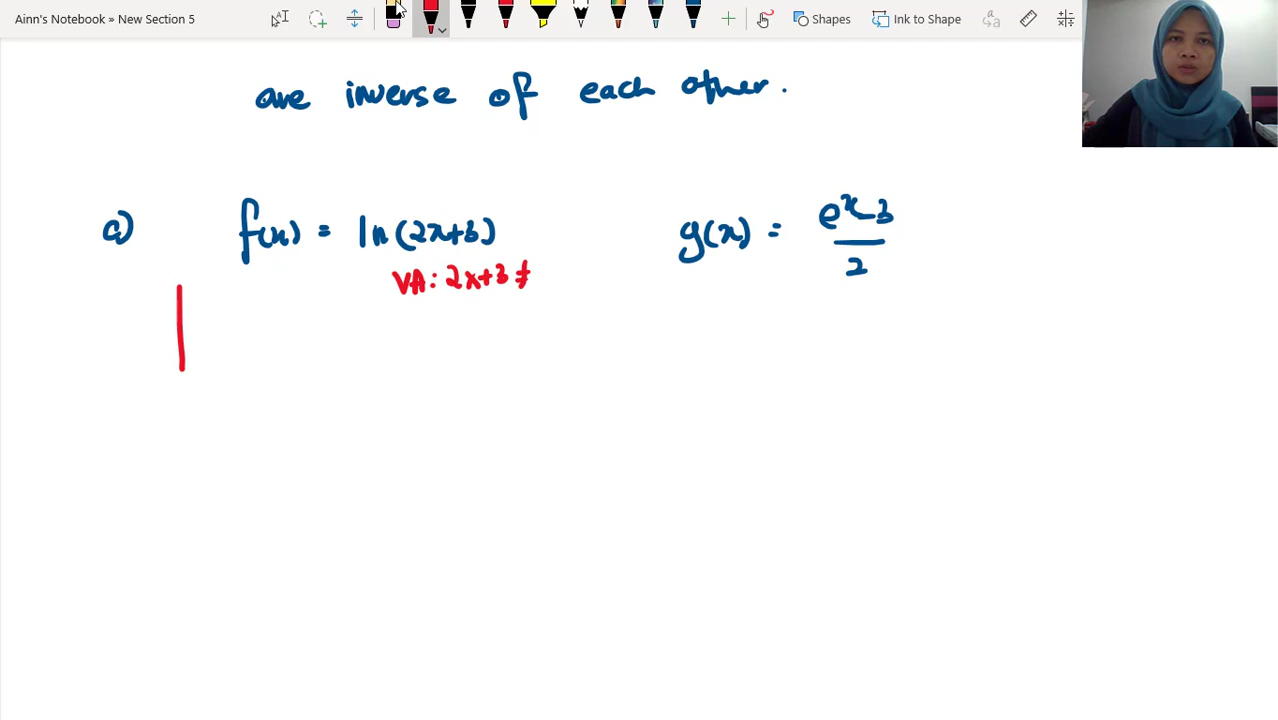 Ainn's Notebook » New Section 5
Shapes
Ink to Shape
are inverse of each other.
a) f(x) = ln(2x+3) g(x) = e^x-3 / 2
VA: 2x+3 ≠